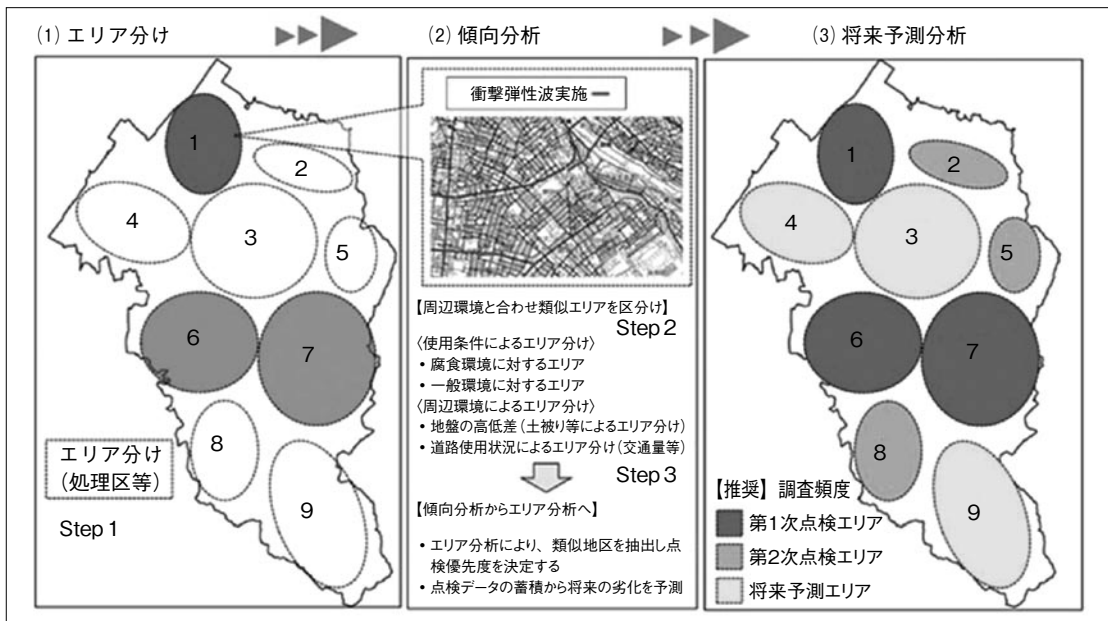 (1) エリア分け
(2) 傾向分析
(3) 将来予測分析
1
2
3
4
5
6
7
8
9
エリア分け
(処理区等)
Step 1
衝撃弾性波実施
【周辺環境と合わせ類似エリアを区分け】
Step 2
〈使用条件によるエリア分け〉
・腐食環境に対するエリア
・一般環境に対するエリア
〈周辺環境によるエリア分け〉
・地盤の高低差(土被り等によるエリア分け)
・道路使用状況によるエリア分け(交通量等)
Step 3
【傾向分析からエリア分析へ】
・エリア分析により、類似地区を抽出し点
検優先度を決定する
・点検データの蓄積から将来の劣化を予測
1
2
3
4
5
6
7
8
9
【推奨】調査頻度
第1次点検エリア
第2次点検エリア
将来予測エリア